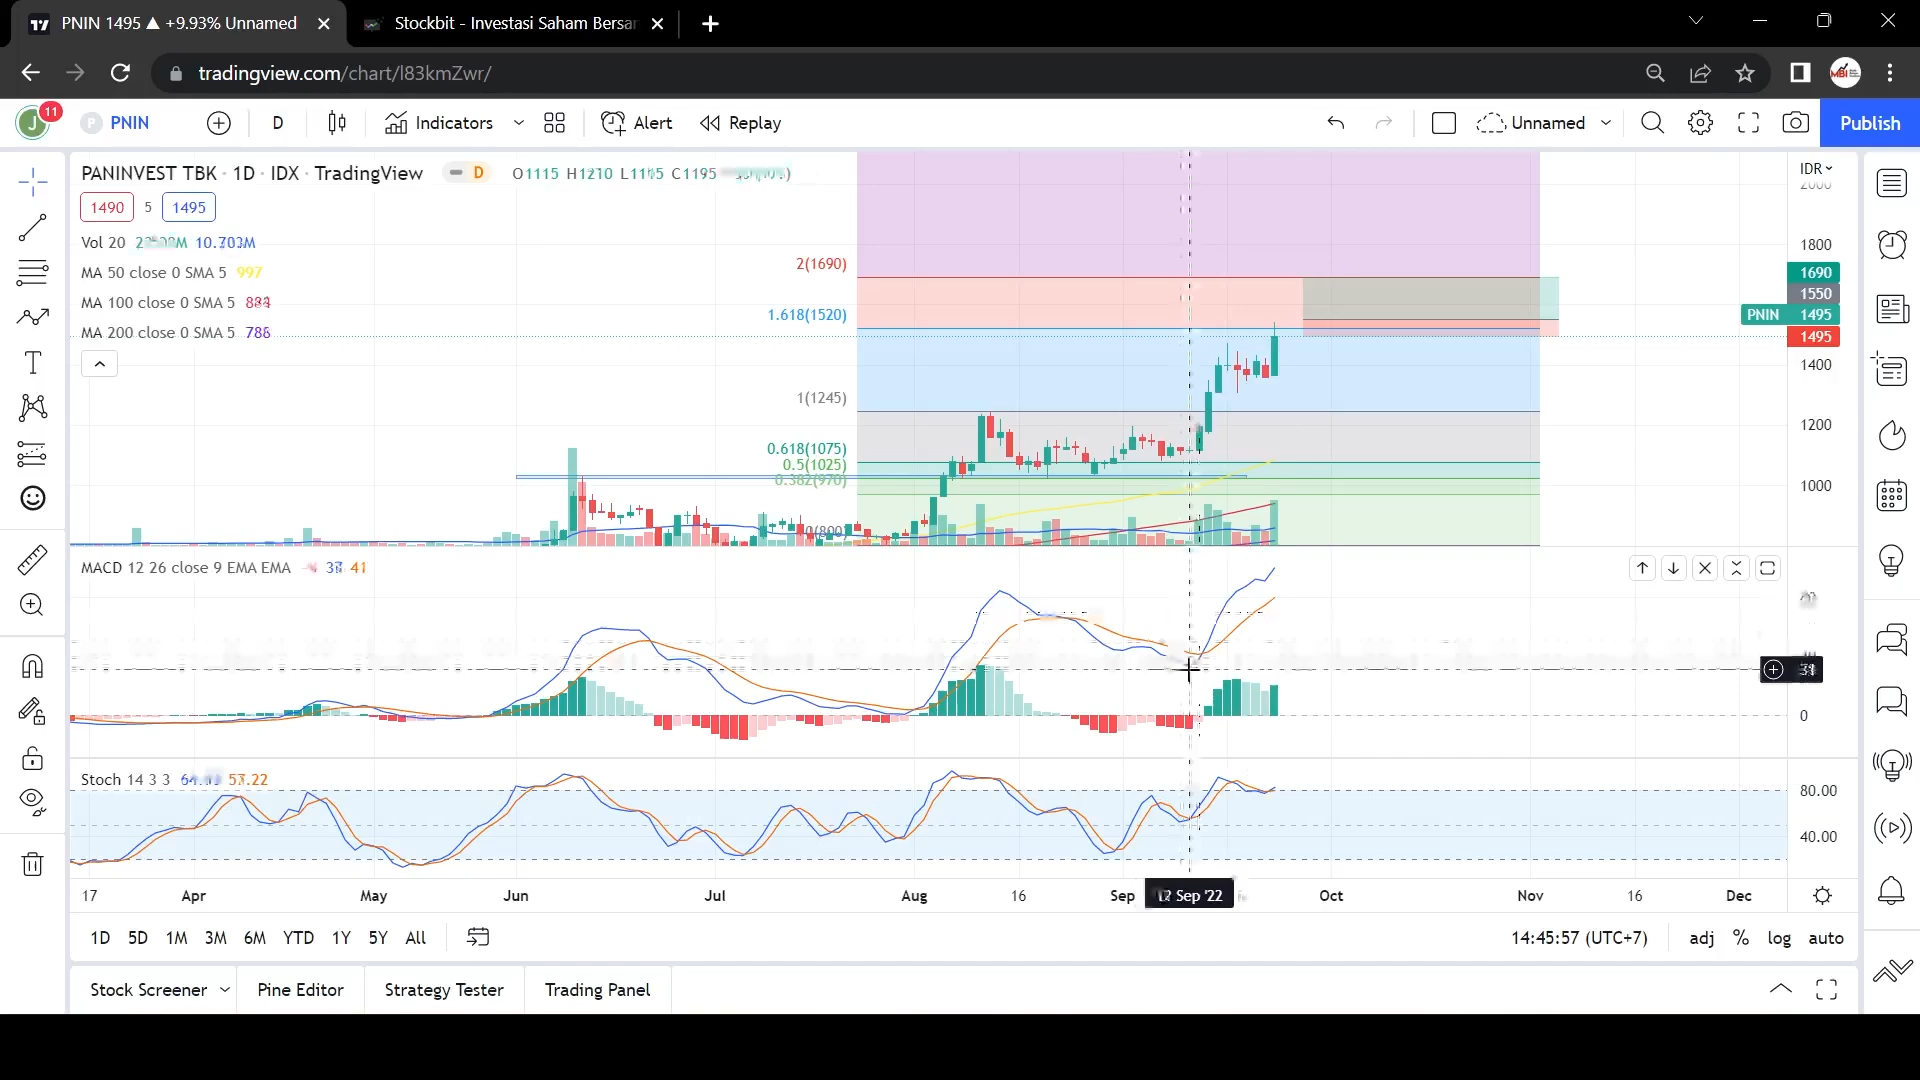 PNIN 1495 ▲ +9.93% Unnamed
Stockbit - Investasi Saham Bersar
tradingview.com/chart/l83kmZwr/
J 11 P PNIN D Indicators Alert Replay Unnamed Publish
PANINVEST TBK · 1D · IDX · TradingView D O1115 H1210 L1115 C1195
IDR
2000
1490 5 1495
Vol 20 10.703M
1800
2(1690)
MA 50 close 0 SMA 5 997
1690
1550
MA 100 close 0 SMA 5
1.618(1520)
PNIN 1495
MA 200 close 0 SMA 5
1495
1400
1(1245)
1200
0.618(1075)
0.5(1025)
0.382(970)
1000
0(800)
MACD 12 26 close 9 EMA EMA 41
0
Stoch 14 3 3
80.00
40.00
17 Apr May Jun Jul Aug 16 Sep Sep '22 Oct Nov 16 Dec
1D 5D 1M 3M 6M YTD 1Y 5Y All 14:45:57 (UTC+7) adj % log auto
Stock Screener Pine Editor Strategy Tester Trading Panel